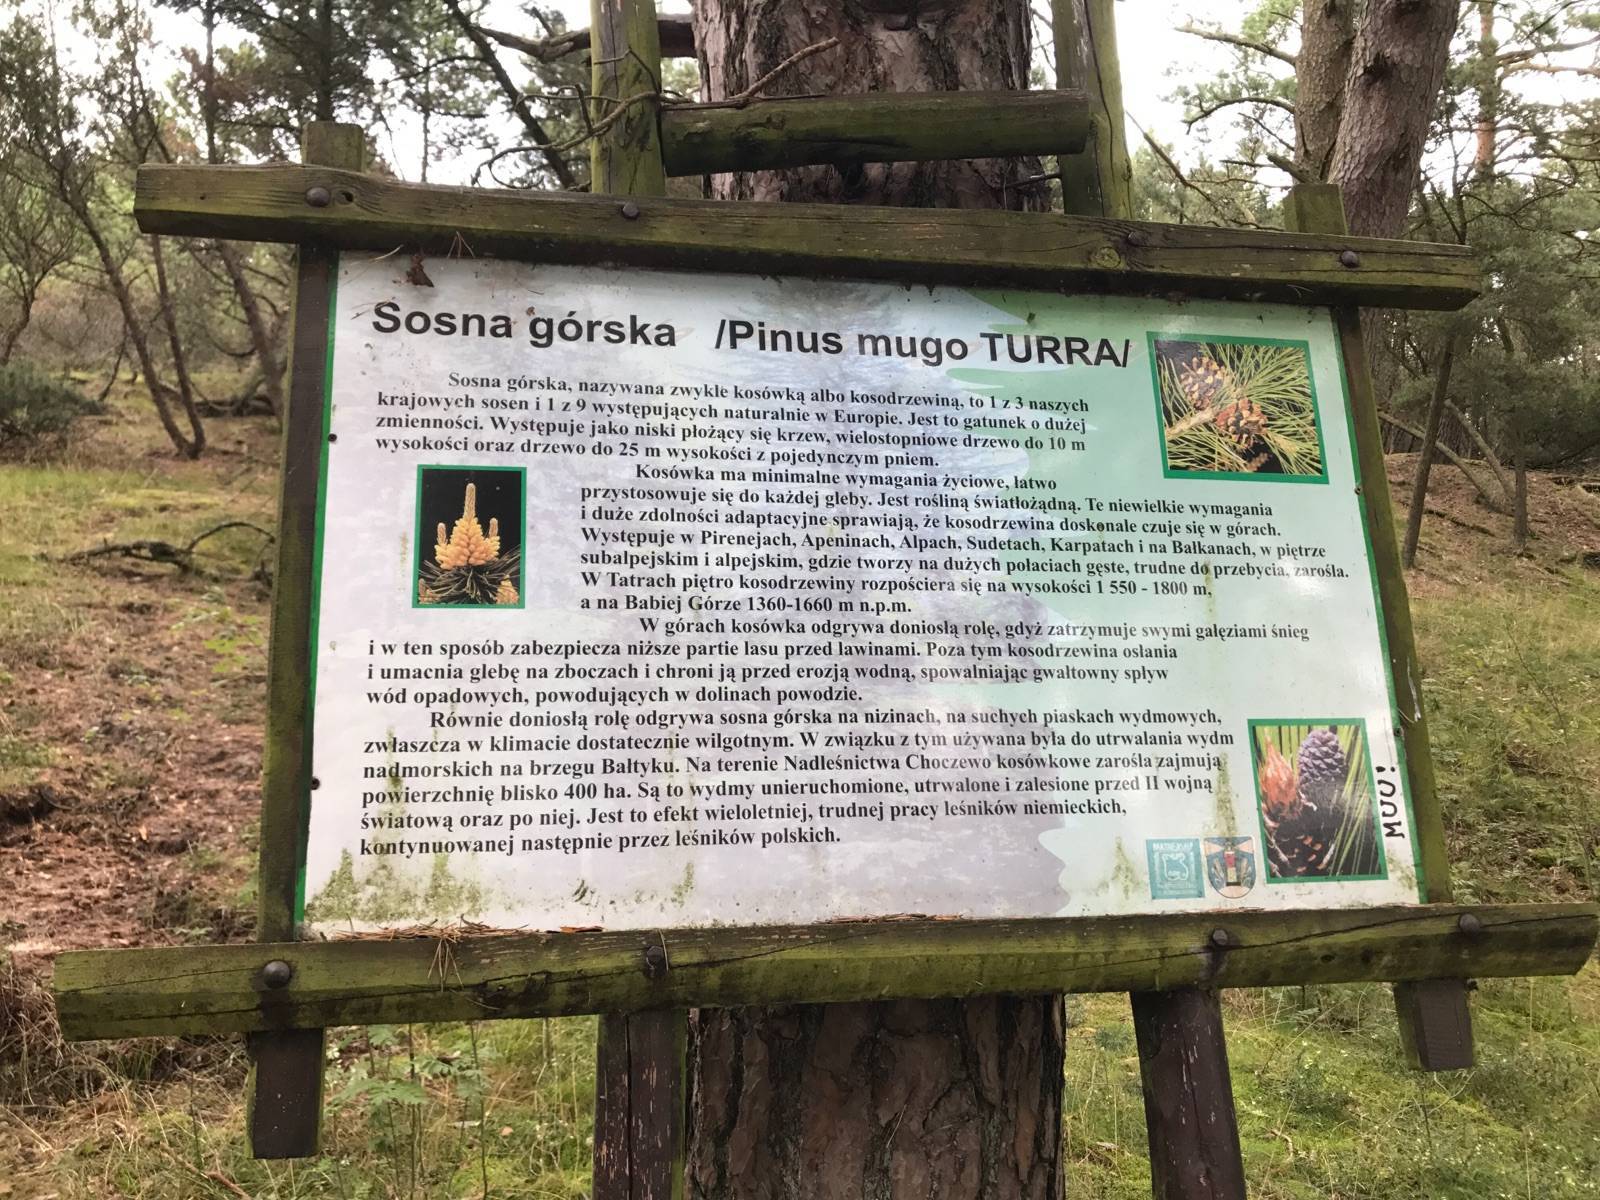 Sosna górska /Pinus mugo TURRA/
Sosna górska, nazywana zwykle kosówką albo kosodrzewiną, to 1 z 3 naszych
krajowych sosen i 1 z 9 występujących naturalnie w Europie. Jest to gatunek o dużej
zmienności. Występuje jako niski płożący się krzew, wielostopniowe drzewo do 10 m
wysokości oraz drzewo do 25 m wysokości z pojedynczym pniem.
Kosówka ma minimalne wymagania życiowe, łatwo
przystosowuje się do każdej gleby. Jest rośliną światłożądną. Te niewielkie wymagania
i duże zdolności adaptacyjne sprawiają, że kosodrzewina doskonale czuje się w górach.
Występuje w Pirenejach, Apeninach, Alpach, Sudetach, Karpatach i na Bałkanach, w piętrze
subalpejskim i alpejskim, gdzie tworzy na dużych połaciach gęste, trudne do przebycia, zarośla.
W Tatrach piętro kosodrzewiny rozpościera się na wysokości 1 550 - 1800 m,
a na Babiej Górze 1360-1660 m n.p.m.
W górach kosówka odgrywa doniosłą rolę, gdyż zatrzymuje swymi gałęziami śnieg
i w ten sposób zabezpiecza niższe partie lasu przed lawinami. Poza tym kosodrzewina osłania
i umacnia glebę na zboczach i chroni ją przed erozją wodną, spowalniając gwałtowny spływ
wód opadowych, powodujących w dolinach powodzie.
Równie doniosłą rolę odgrywa sosna górska na nizinach, na suchych piaskach wydmowych,
zwłaszcza w klimacie dostatecznie wilgotnym. W związku z tym używana była do utrwalania wydm
nadmorskich na brzegu Bałtyku. Na terenie Nadleśnictwa Choczewo kosówkowe zarośla zajmują
powierzchnię blisko 400 ha. Są to wydmy unieruchomione, utrwalone i zalesione przed II wojną
światową oraz po niej. Jest to efekt wieloletniej, trudnej pracy leśników niemieckich,
kontynuowanej następnie przez leśników polskich.
MUU!